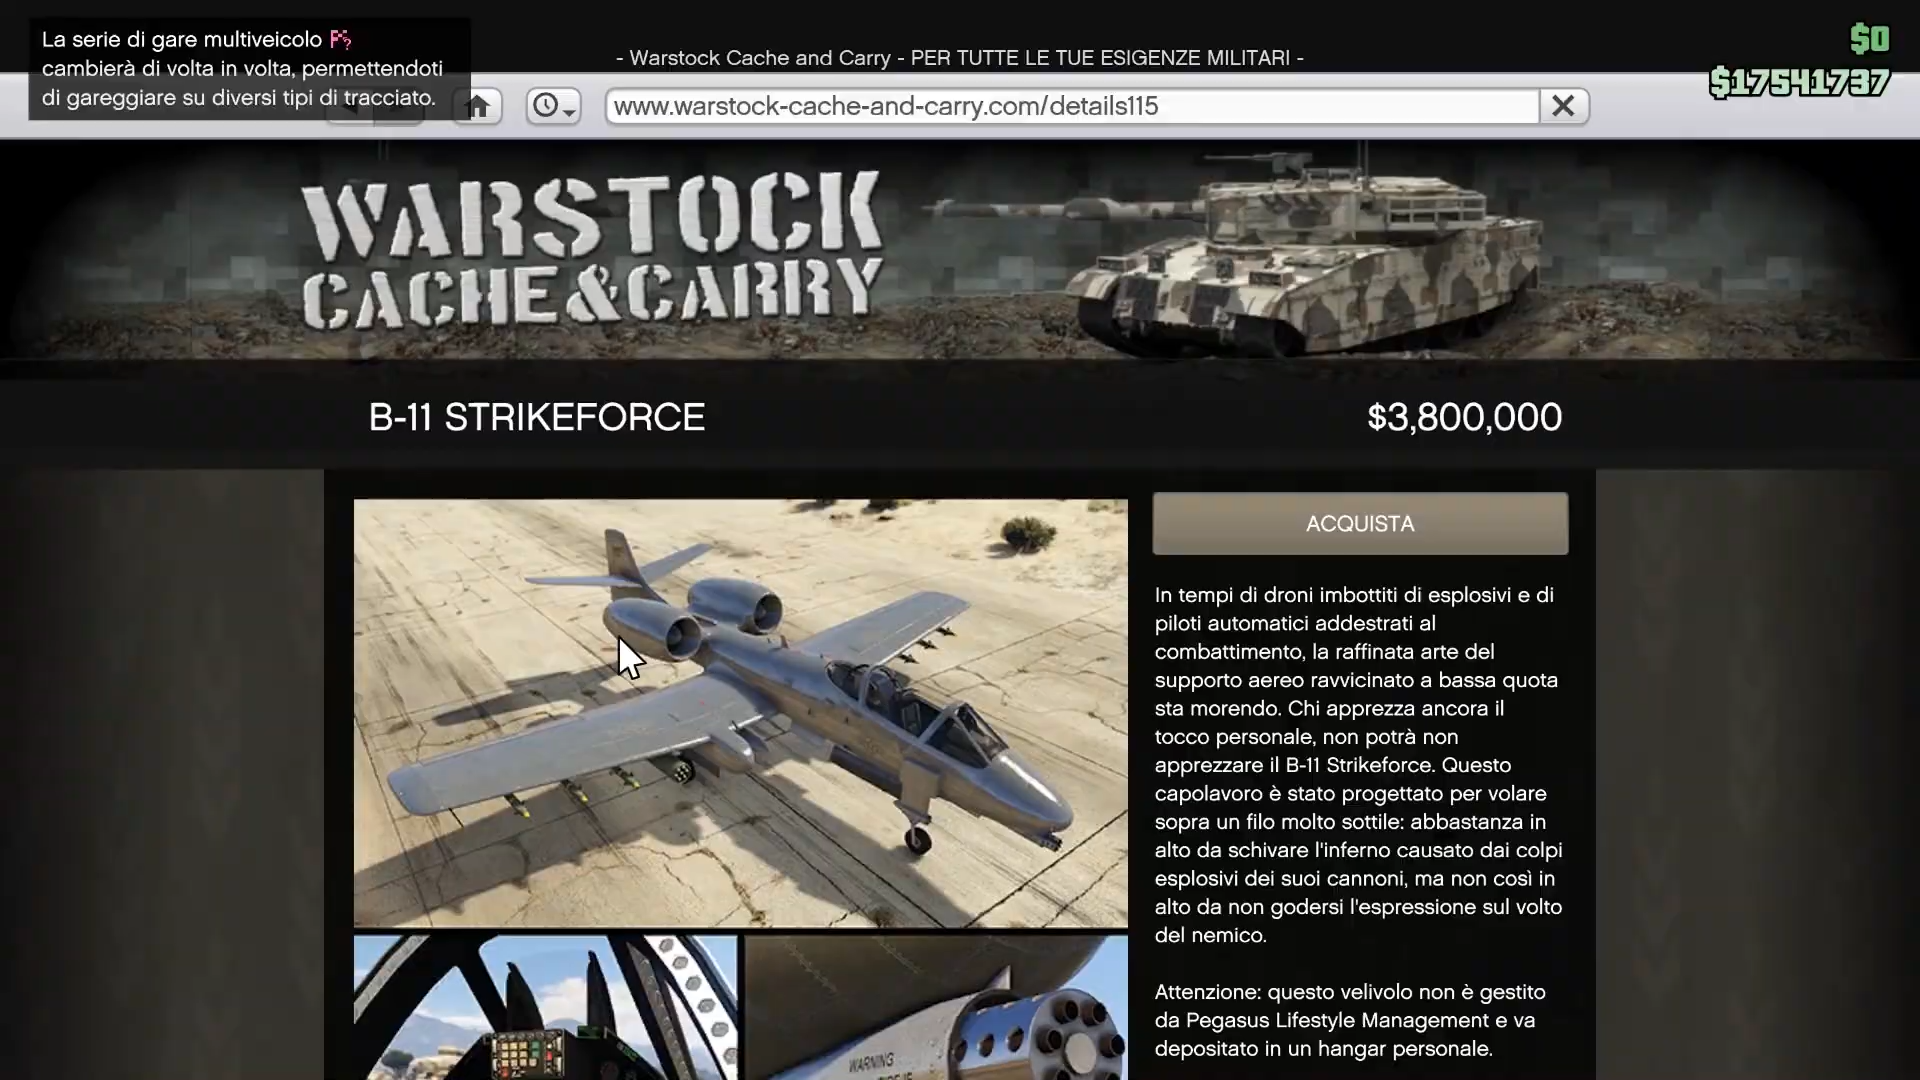 La serie di gare multiveicolo
cambierà di volta in volta, permettendoti
di gareggiare su diversi tipi di tracciato.
$0
$17541737
- Warstock Cache and Carry - PER TUTTE LE TUE ESIGENZE MILITARI -
www.warstock-cache-and-carry.com/details115
WARSTOCK
CACHE&CARRY
B-11 STRIKEFORCE
$3,800,000
ACQUISTA
In tempi di droni imbottiti di esplosivi e di
piloti automatici addestrati al
combattimento, la raffinata arte del
supporto aereo ravvicinato a bassa quota
sta morendo. Chi apprezza ancora il
tocco personale, non potrà non
apprezzare il B-11 Strikeforce. Questo
capolavoro è stato progettato per volare
sopra un filo molto sottile: abbastanza in
alto da schivare l'inferno causato dai colpi
esplosivi dei suoi cannoni, ma non così in
alto da non godersi l'espressione sul volto
del nemico.
Attenzione: questo velivolo non è gestito
da Pegasus Lifestyle Management e va
depositato in un hangar personale.
WARNING